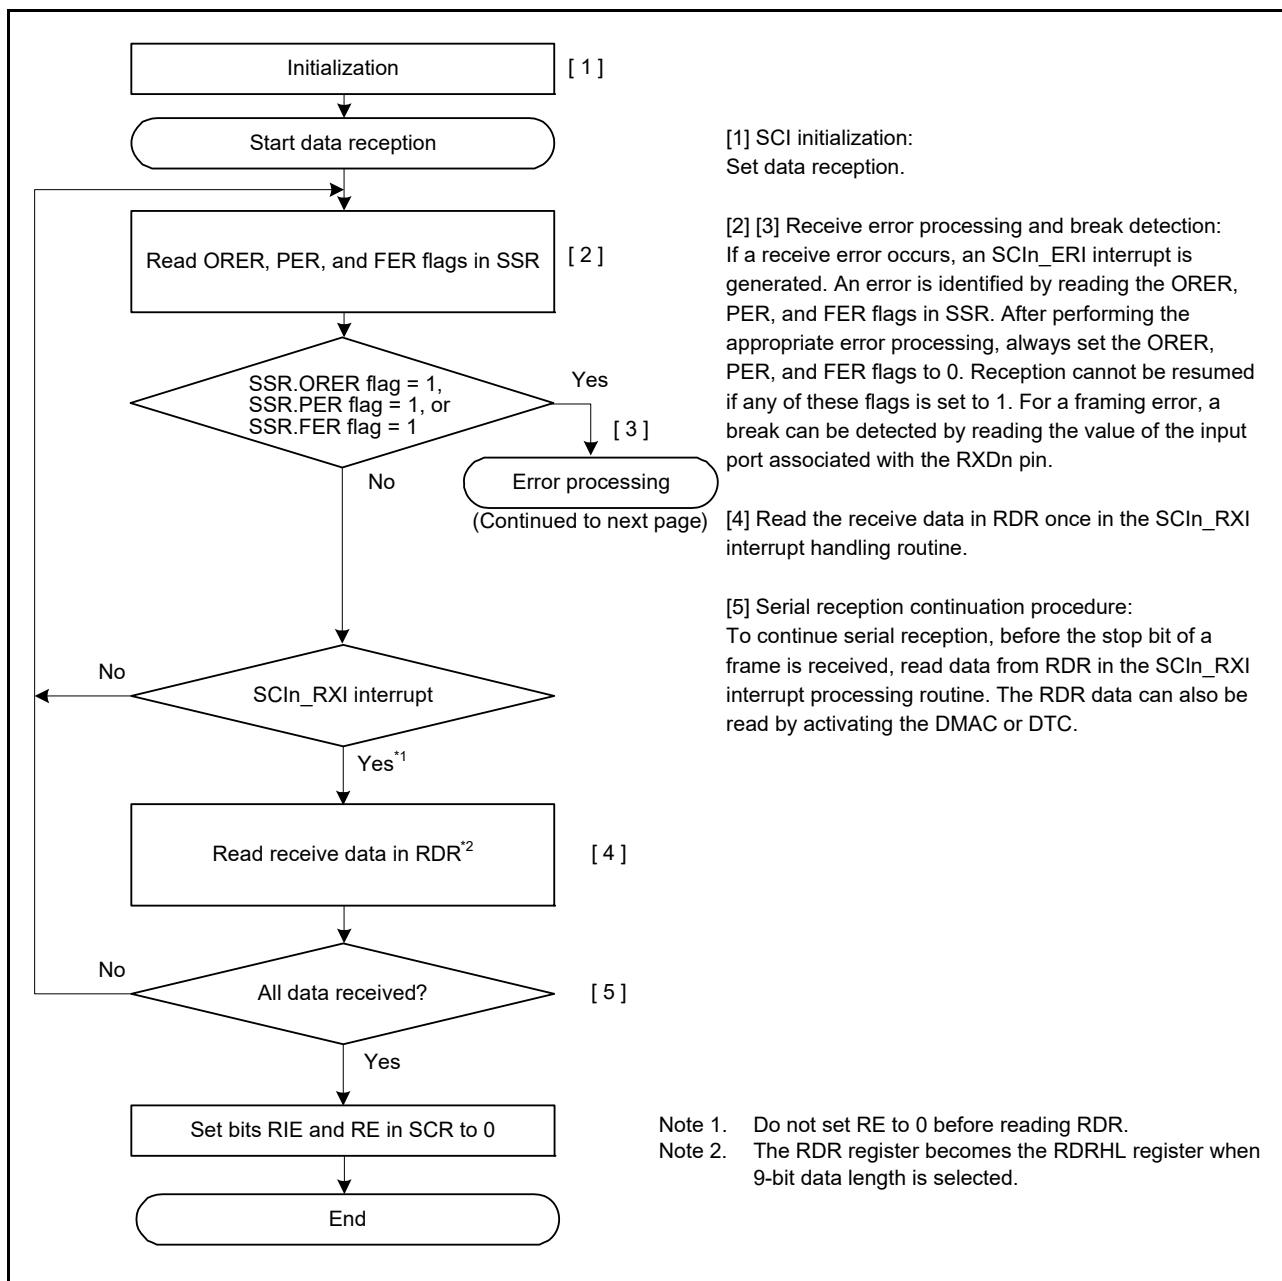 Initialization
[ 1 ]
Start data reception
Read ORER, PER, and FER flags in SSR
[ 2 ]
SSR.ORER flag = 1,
SSR.PER flag = 1, or
SSR.FER flag = 1
Yes
[ 3 ]
No
Error processing
(Continued to next page)
No
SCIn_RXI interrupt
Yes*1
Read receive data in RDR*2
[ 4 ]
No
All data received?
[ 5 ]
Yes
Set bits RIE and RE in SCR to 0
End
[1] SCI initialization:
Set data reception.
[2] [3] Receive error processing and break detection:
If a receive error occurs, an SCIn_ERI interrupt is
generated. An error is identified by reading the ORER,
PER, and FER flags in SSR. After performing the
appropriate error processing, always set the ORER,
PER, and FER flags to 0. Reception cannot be resumed
if any of these flags is set to 1. For a framing error, a
break can be detected by reading the value of the input
port associated with the RXDn pin.
[4] Read the receive data in RDR once in the SCIn_RXI
interrupt handling routine.
[5] Serial reception continuation procedure:
To continue serial reception, before the stop bit of a
frame is received, read data from RDR in the SCIn_RXI
interrupt processing routine. The RDR data can also be
read by activating the DMAC or DTC.
Note 1. Do not set RE to 0 before reading RDR.
Note 2. The RDR register becomes the RDRHL register when
9-bit data length is selected.